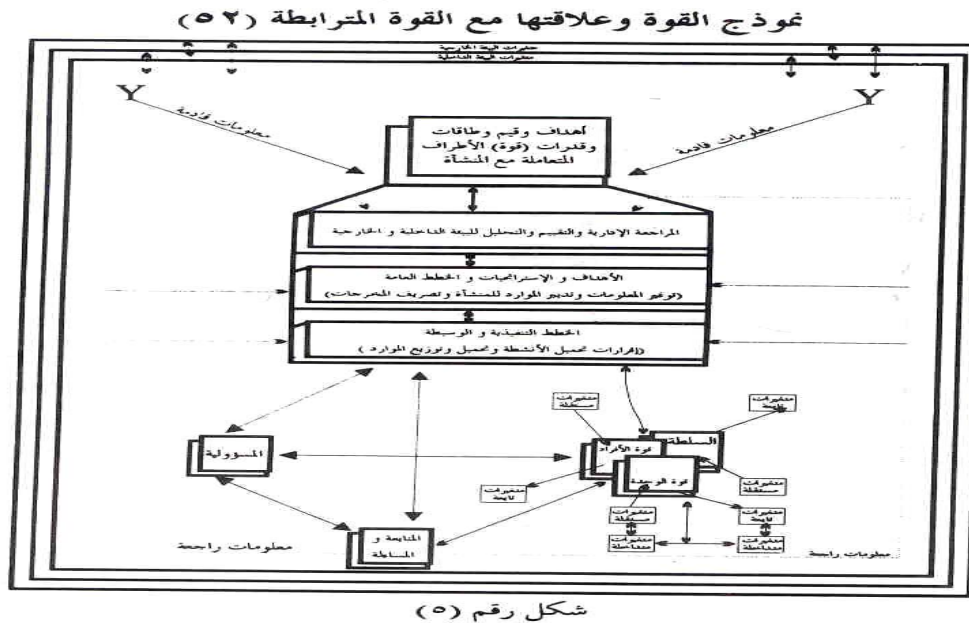 نموذج القوة وعلاقتها مع القوة المترابطة (٥٢)
متغيرات البيئة الخارجية
متغيرات البيئة الداخلية
Y
Y
معلومات قادمة
معلومات قادمة
أهداف وقيم وطاقات
وقدرات (قوة) الأطراف
المتعاملة مع المنشأة
المراجعة الإدارية والتقييم والتحليل للبيئة الداخلية و الخارجية
الأهداف و الإستراتيجيات و الخطط العامة
(توفير المعلومات وتدبير الموارد للمنشأة وتصريف المخرجات)
الخطط التنفيذية و الوسيطة
(إقرارات تحميل الأنشطة وتحميل وتوزيع الموارد )
متغيرات
مستقلة
متغيرات
تابعة
السلطة
قوة الأفراد
قوة الوحدة
المسؤولية
متغيرات
تابعة
متغيرات
مستقلة
متغيرات
مستقلة
متغيرات
تابعة
متغيرات
متداخلة
متغيرات
متداخلة
المتابعة و
المساءلة
معلومات راجعة
معلومات راجعة
شكل رقم (٥)